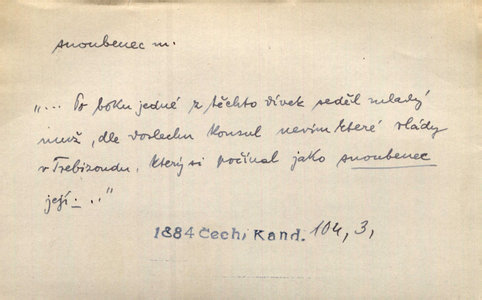 snoubenec m.
„... Po boku jedné z těchto dívek seděl mladý
muž, dle doslechu konsul nevím které vlády
v Trebizondu, který si počínal jako snoubenec
její..."
1884 Čech, Kand. 104, 3,